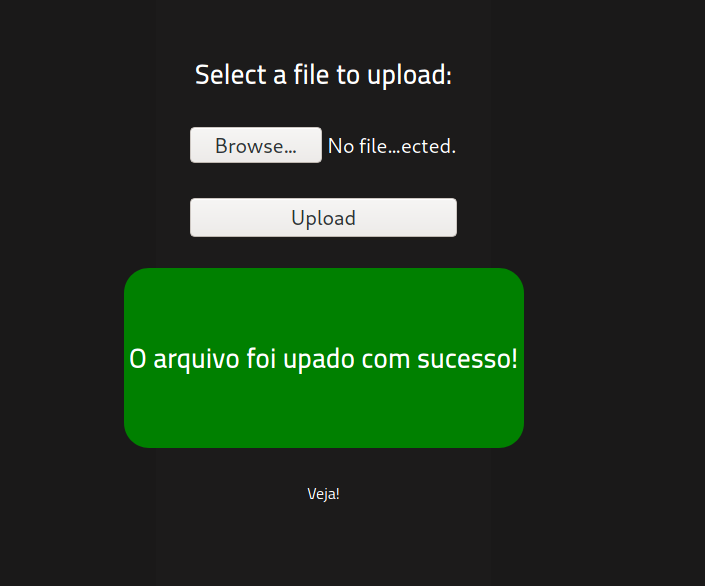 Select a file to upload:
Browse... No file...ected.
Upload
O arquivo foi upado com sucesso!
Veja!